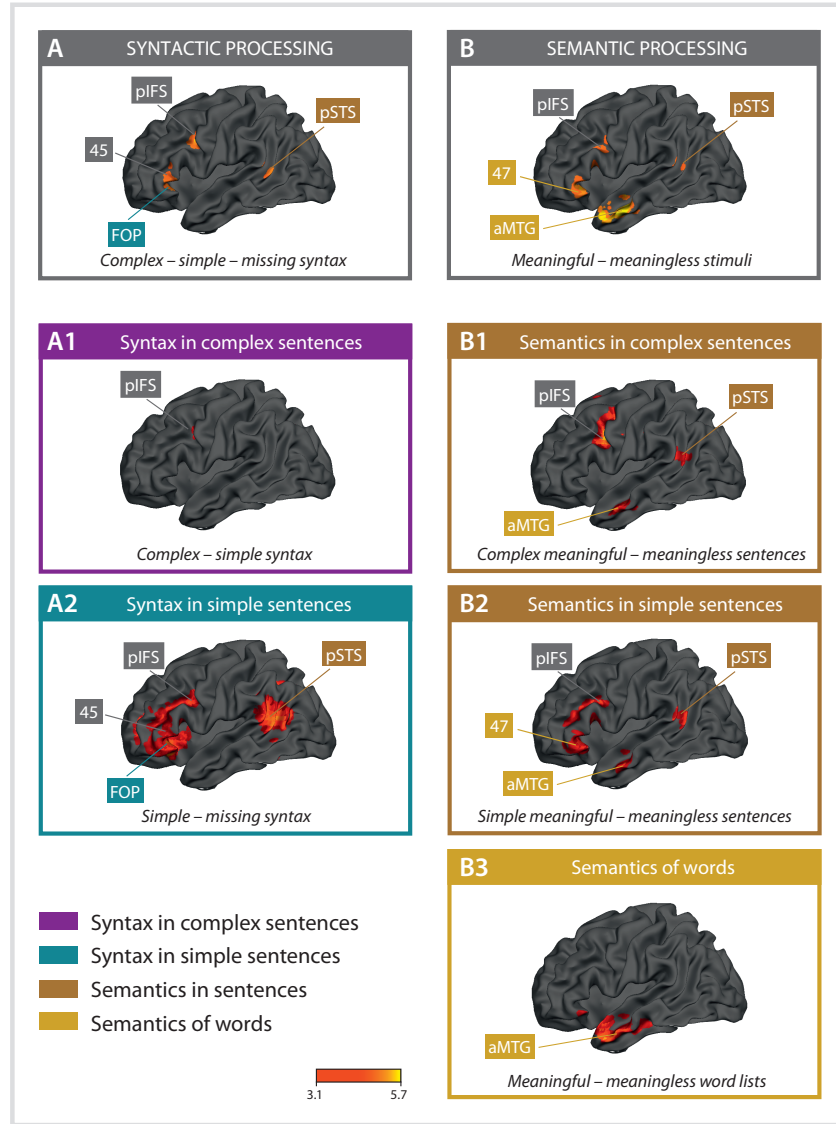 A SYNTACTIC PROCESSING
pIFS
pSTS
45
FOP
Complex – simple – missing syntax
B SEMANTIC PROCESSING
pIFS
pSTS
47
aMTG
Meaningful – meaningless stimuli
A1 Syntax in complex sentences
pIFS
Complex – simple syntax
B1 Semantics in complex sentences
pIFS
pSTS
aMTG
Complex meaningful – meaningless sentences
A2 Syntax in simple sentences
pIFS
pSTS
45
FOP
Simple – missing syntax
B2 Semantics in simple sentences
pIFS
pSTS
47
aMTG
Simple meaningful – meaningless sentences
B3 Semantics of words
aMTG
Meaningful – meaningless word lists
Syntax in complex sentences
Syntax in simple sentences
Semantics in sentences
Semantics of words
3.1 5.7